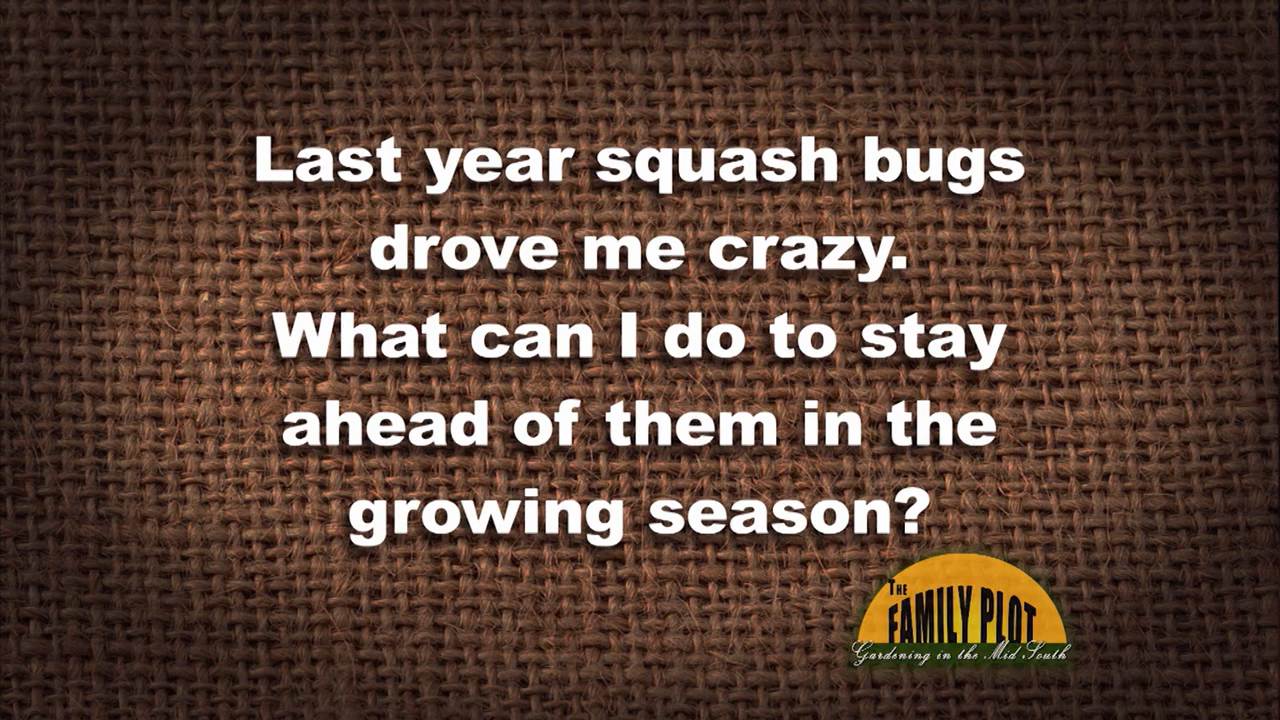 Last year squash bugs
drove me crazy.
What can I do to stay
ahead of them in the
growing season?
THE
FAMILY PLOT
Gardening in the Mid South